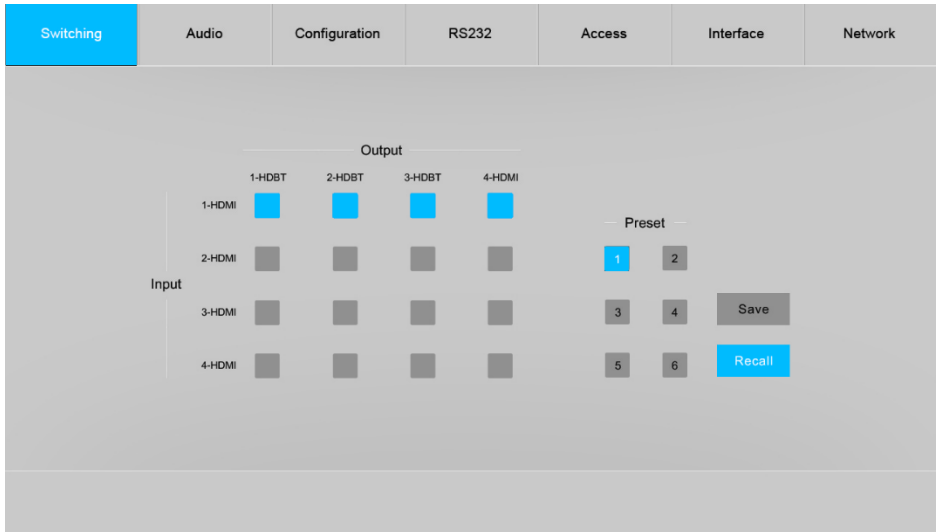 Switching Audio Configuration RS232 Access Interface Network
Output
1-HDBT 2-HDBT 3-HDBT 4-HDMI
1-HDMI
Preset
2-HDMI
1 2
Input
3-HDMI
3 4 Save
4-HDMI
5 6 Recall